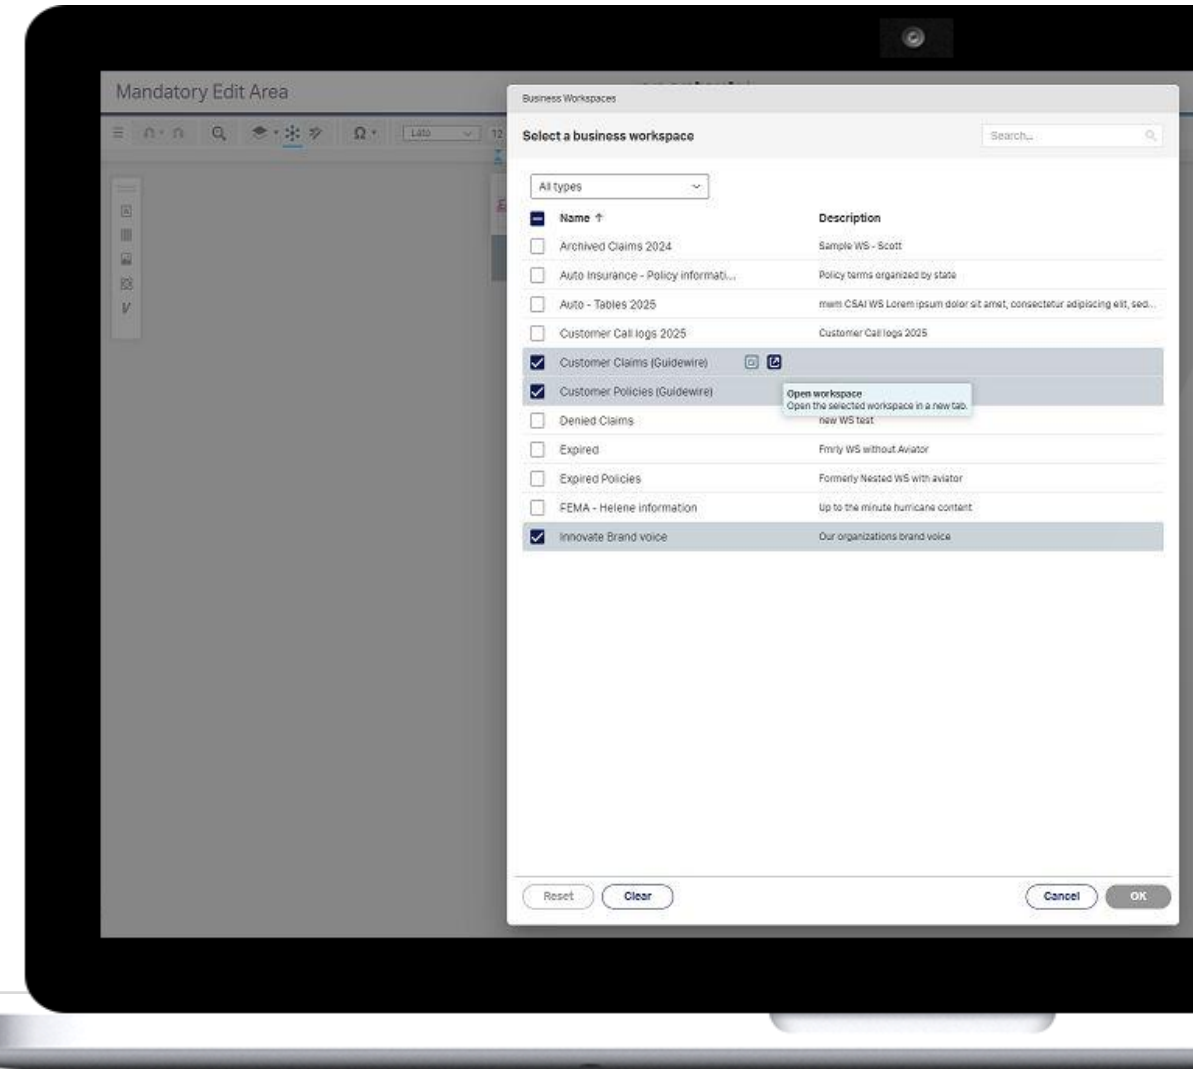 Mandatory Edit Area
Business Workspaces
Lato
12
Select a business workspace
Search...
All types
Name ↑ Description
Archived Claims 2024 Sample WS - Scott
Auto Insurance - Policy informati... Policy terms organized by state
Auto - Tables 2025 mwm CSAI WS Lorem ipsum dolor sit amet, consectetur adipiscing elit, sed...
Customer Call logs 2025 Customer Call logs 2025
Customer Claims (Guidewire)
Customer Policies (Guidewire)
Open workspace
Open the selected workspace in a new tab.
Denied Claims new WS test
Expired Fmrly WS without Aviator
Expired Policies Formerly Nested WS with aviator
FEMA - Helene information Up to the minute hurricane content
Innovate Brand voice Our organizations brand voice
Reset Clear Cancel OK